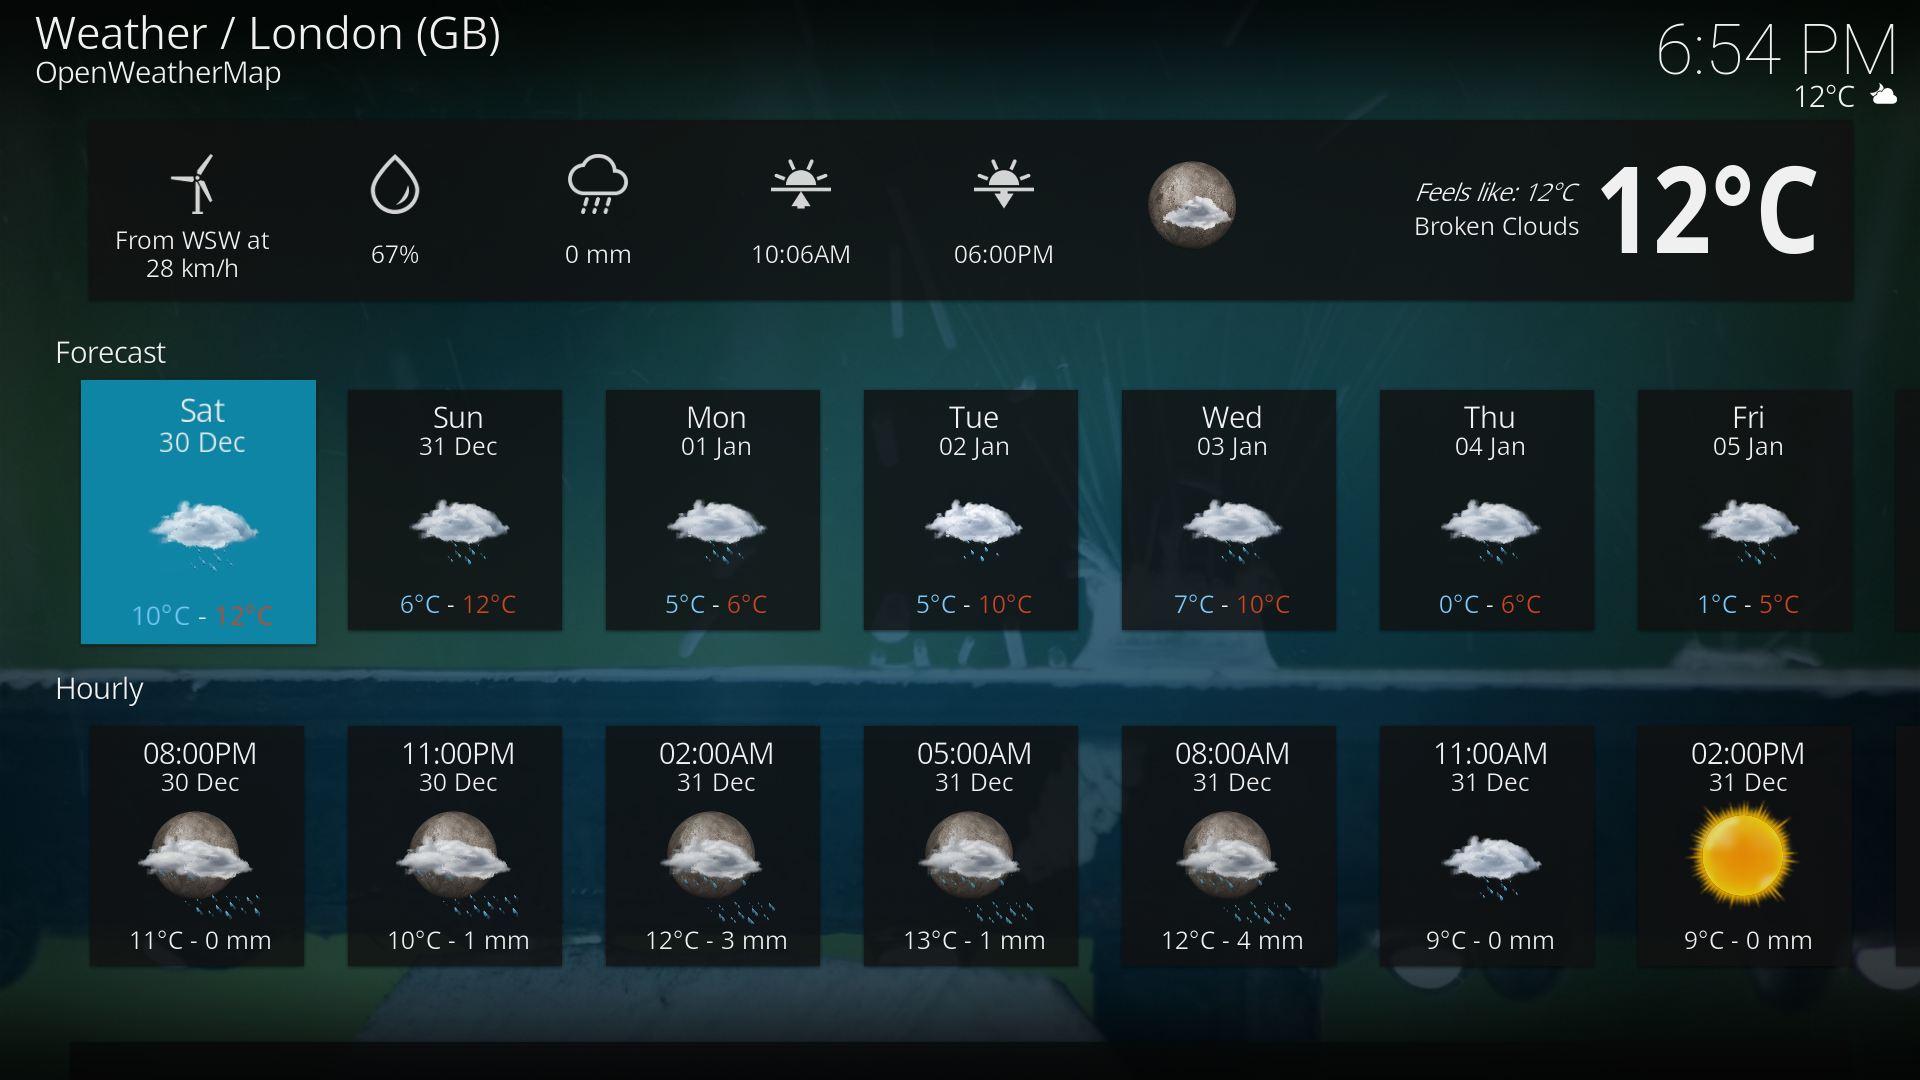 Weather / London (GB)
OpenWeatherMap
6:54 PM
12°C
From WSW at
28 km/h
67%
0 mm
10:06AM
06:00PM
Feels like: 12°C
Broken Clouds
12°C
Forecast
Sat
30 Dec
10°C - 12°C
Sun
31 Dec
6°C - 12°C
Mon
01 Jan
5°C - 6°C
Tue
02 Jan
5°C - 10°C
Wed
03 Jan
7°C - 10°C
Thu
04 Jan
0°C - 6°C
Fri
05 Jan
1°C - 5°C
Hourly
08:00PM
30 Dec
11°C - 0 mm
11:00PM
30 Dec
10°C - 1 mm
02:00AM
31 Dec
12°C - 3 mm
05:00AM
31 Dec
13°C - 1 mm
08:00AM
31 Dec
12°C - 4 mm
11:00AM
31 Dec
9°C - 0 mm
02:00PM
31 Dec
9°C - 0 mm